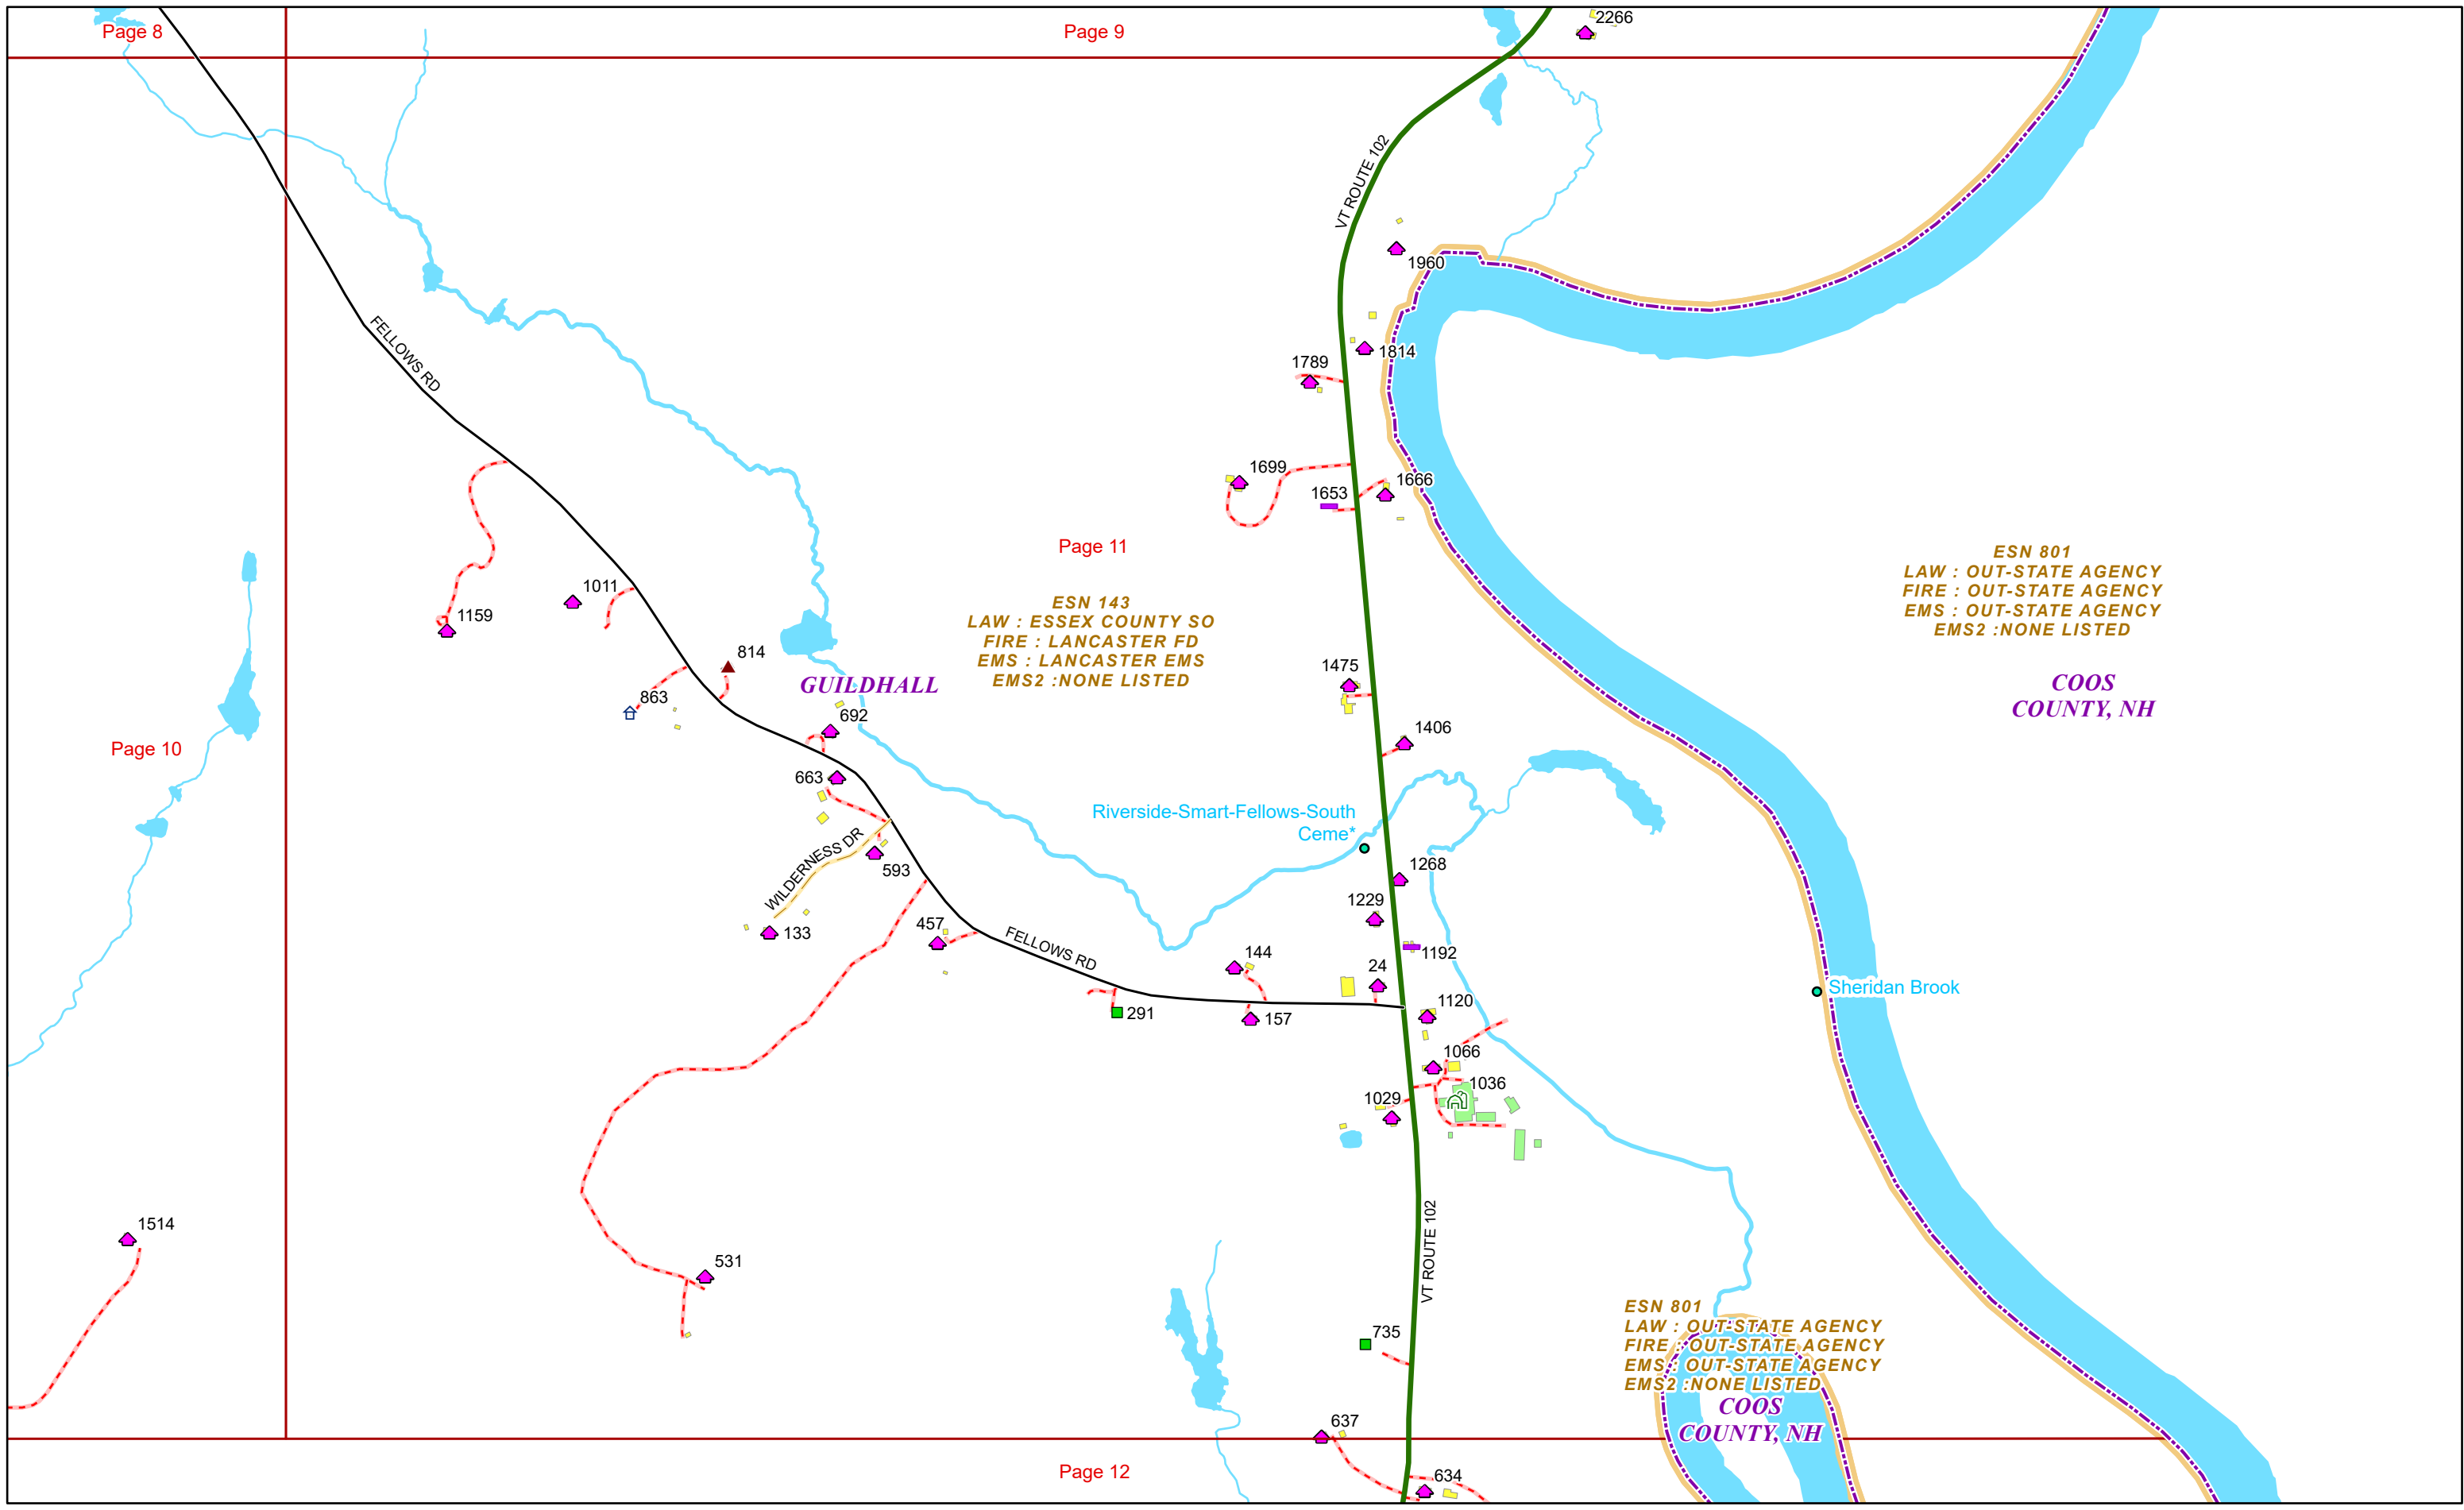 Page 8
Page 9
2266
VT ROUTE 102
1960
1814
1789
FELLOWS RD
1699
1666
1653
Page 11
ESN 143
LAW : ESSEX COUNTY SO
FIRE : LANCASTER FD
EMS : LANCASTER EMS
EMS2 :NONE LISTED
ESN 801
LAW : OUT-STATE AGENCY
FIRE : OUT-STATE AGENCY
EMS : OUT-STATE AGENCY
EMS2 :NONE LISTED
COOS
COUNTY, NH
1011
1159
814
863
GUILDHALL
692
1475
1406
Page 10
663
Riverside-Smart-Fellows-South
Ceme*
WILDERNESS DR
593
1268
1229
133
457
FELLOWS RD
144
1192
24
Sheridan Brook
291
157
1120
1066
1036
1029
1514
531
VT ROUTE 102
735
ESN 801
LAW : OUT-STATE AGENCY
FIRE : OUT-STATE AGENCY
EMS : OUT-STATE AGENCY
EMS2 :NONE LISTED
COOS
COUNTY, NH
637
Page 12
634